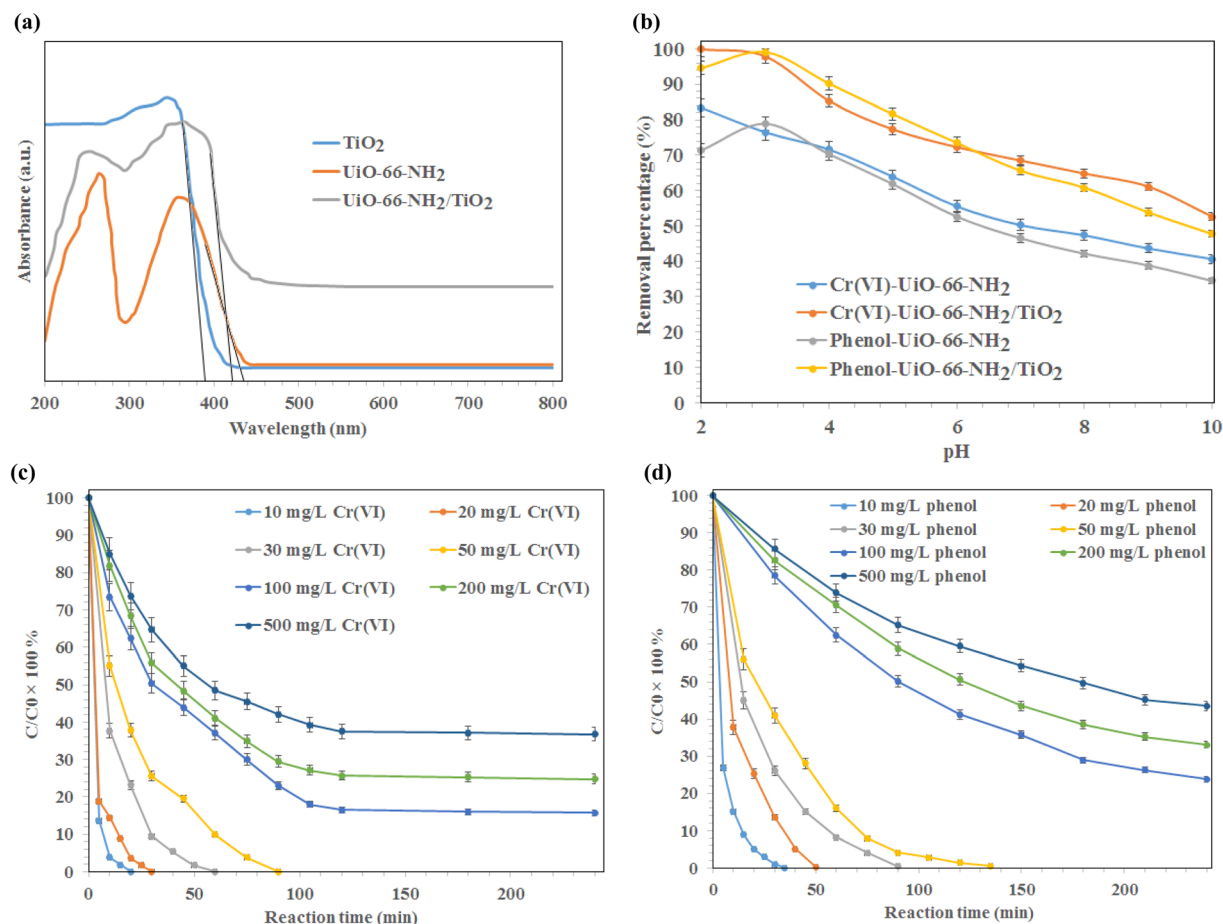 (a)
Absorbance (a.u.)
TiO2
UiO-66-NH2
UiO-66-NH2/TiO2
200 300 400 500 600 700 800
Wavelength (nm)
(b)
Removal percentage (%)
100
90
80
70
60
50
40
30
20
10
0
Cr(VI)-UiO-66-NH2
Cr(VI)-UiO-66-NH2/TiO2
Phenol-UiO-66-NH2
Phenol-UiO-66-NH2/TiO2
2 4 6 8 10
pH
(c)
C/C0 × 100 %
100
90
80
70
60
50
40
30
20
10
0
10 mg/L Cr(VI) 20 mg/L Cr(VI)
30 mg/L Cr(VI) 50 mg/L Cr(VI)
100 mg/L Cr(VI) 200 mg/L Cr(VI)
500 mg/L Cr(VI)
0 50 100 150 200
Reaction time (min)
(d)
C/C0 × 100 %
100
90
80
70
60
50
40
30
20
10
0
10 mg/L phenol 20 mg/L phenol
30 mg/L phenol 50 mg/L phenol
100 mg/L phenol 200 mg/L phenol
500 mg/L phenol
0 50 100 150 200
Reaction time (min)